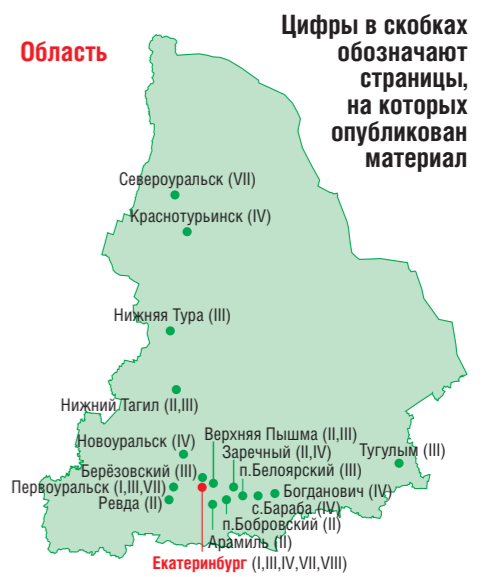 Область
Цифры в скобках
обозначают
страницы,
на которых
опубликован
материал
Североуральск (VII)
Краснотурьинск (IV)
Нижняя Тура (III)
Нижний Тагил (II,III)
Новоуральск (IV)
Верхняя Пышма (II,III)
Заречный (II,IV)
Тугулым (III)
Берёзовский (III)
п.Белоярский (III)
Первоуральск (I,III,VII)
Богданович (IV)
Ревда (II)
с.Бараба (IV)
п.Бобровский (II)
Арамиль (II)
Екатеринбург (I,III,IV,VII,VIII)